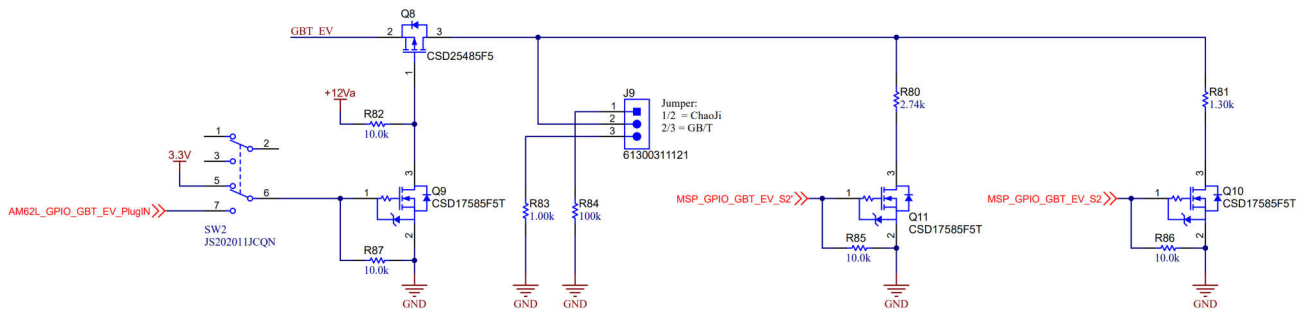 Q8
GBT_EV
2
3
CSD25485F5
1
+12Va
R82
10.0k
J9
1
2
3
Jumper:
1/2 = ChaoJi
2/3 = GB/T
61300311121
R80
2.74k
R81
1.30k
1
2
3
3.3V
5
6
AM62L_GPIO_GBT_EV_PlugIN
7
SW2
JS202011JCQN
3
1
Q9
CSD17585F5T
2
R87
10.0k
GND
R83
1.00k
R84
100k
GND
GND
MSP_GPIO_GBT_EV_S2'
3
1
2
Q11
CSD17585F5T
R85
10.0k
GND
MSP_GPIO_GBT_EV_S2
3
1
2
Q10
CSD17585F5T
R86
10.0k
GND